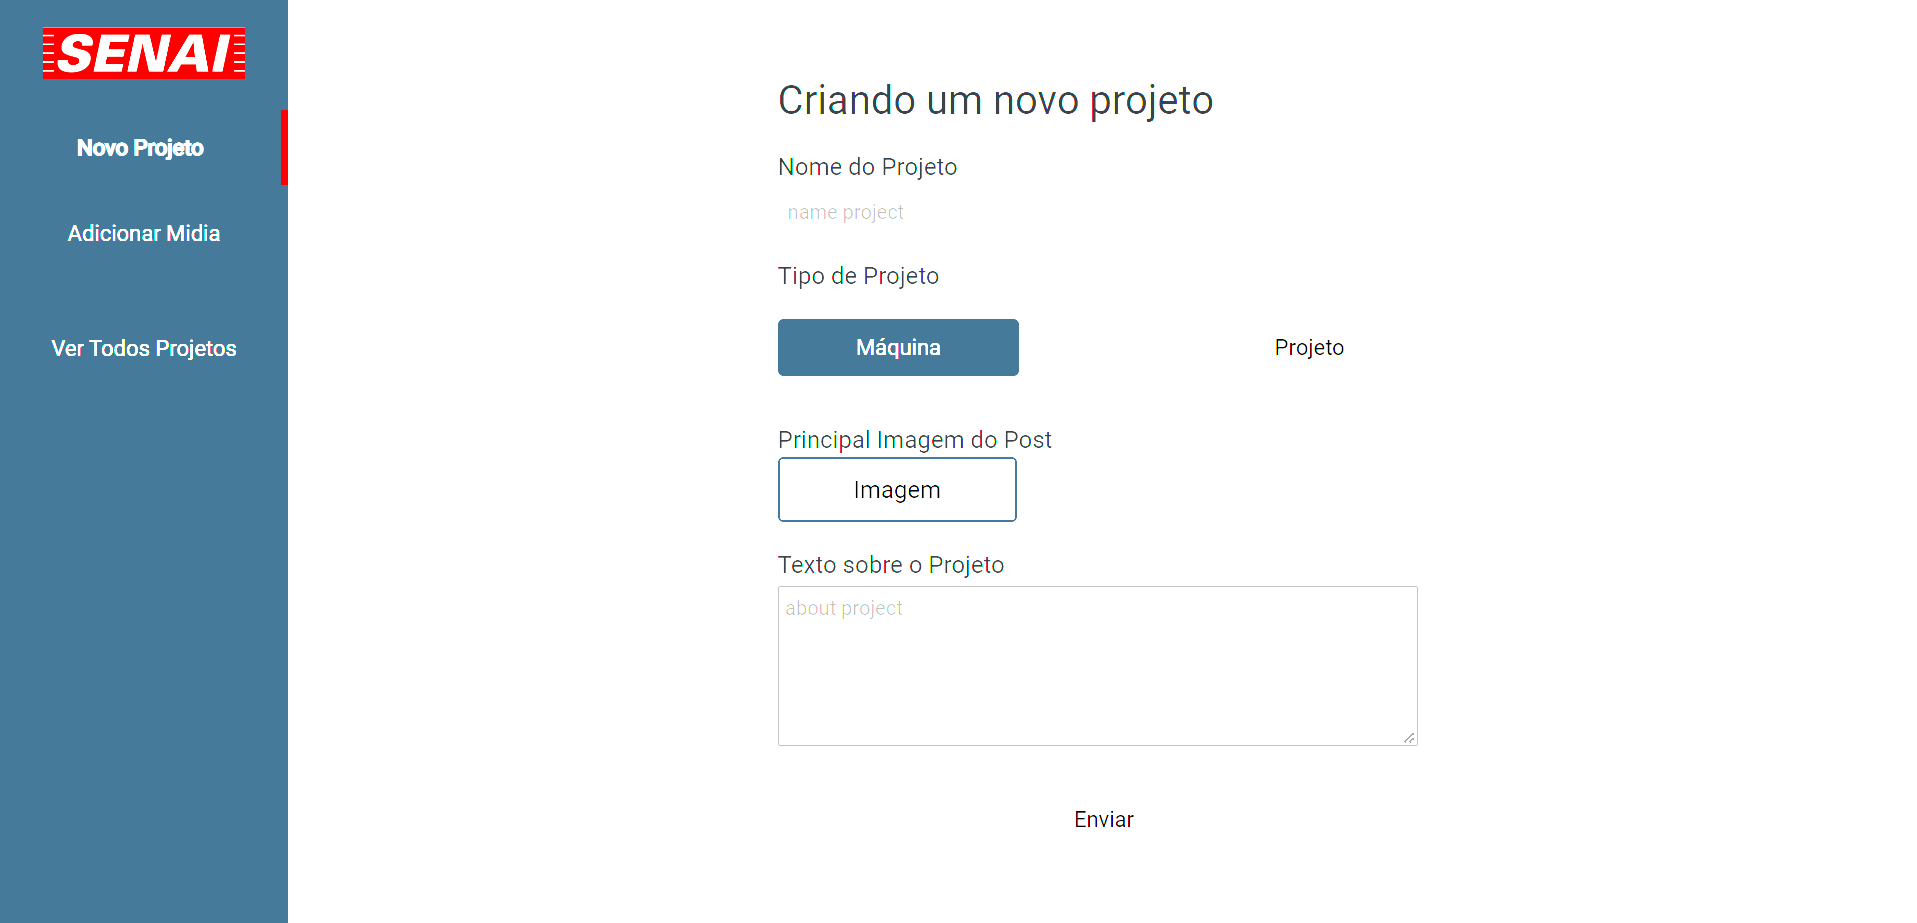 SENAI
Novo Projeto
Adicionar Midia
Ver Todos Projetos
Criando um novo projeto
Nome do Projeto
name project
Tipo de Projeto
Máquina
Projeto
Principal Imagem do Post
Imagem
Texto sobre o Projeto
about project
Enviar